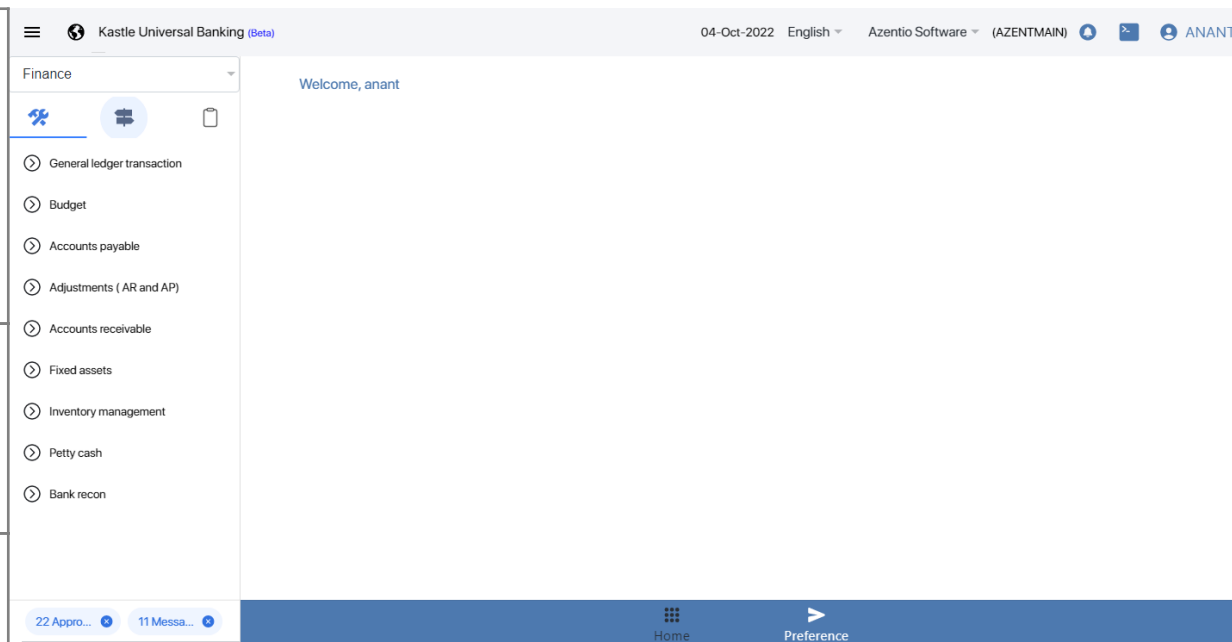 Kastle Universal Banking (Beta)
04-Oct-2022 English Azentio Software (AZENTMAIN) ANANT
Finance
Welcome, anant
General ledger transaction
Budget
Accounts payable
Adjustments ( AR and AP)
Accounts receivable
Fixed assets
Inventory management
Petty cash
Bank recon
22 Appro... 11 Messa...
Home Preference